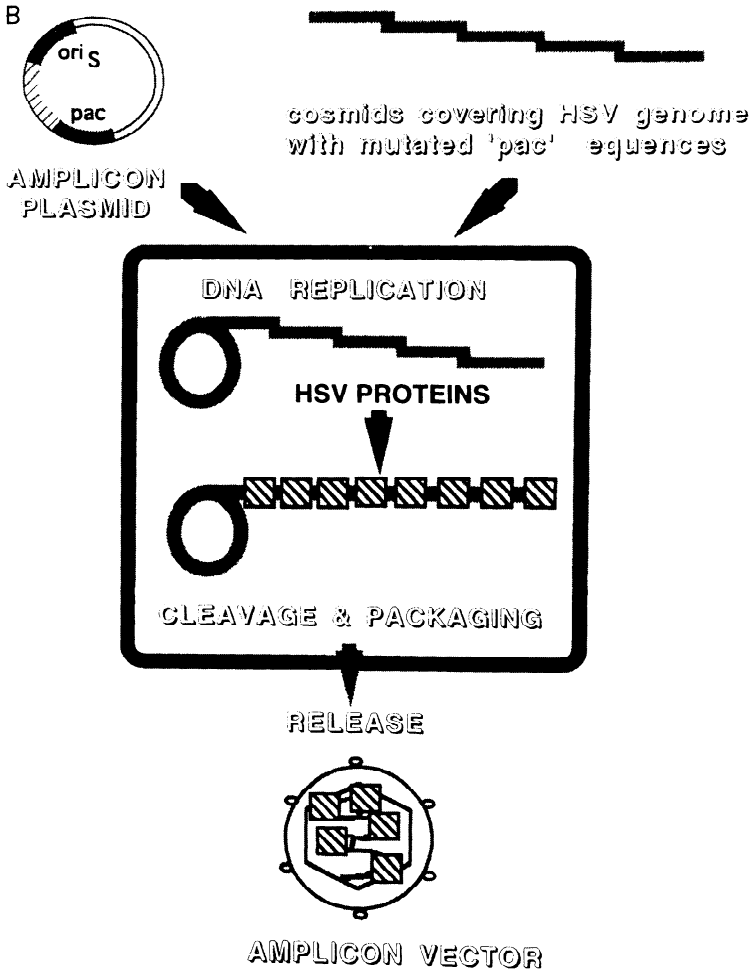 B
ori S
pac
AMPLICON
PLASMID
cosmids covering HSV genome
with mutated 'pac' equences
DNA REPLICATION
HSV PROTEINS
CLEAVAGE & PACKAGING
RELEASE
AMPLICON VECTOR